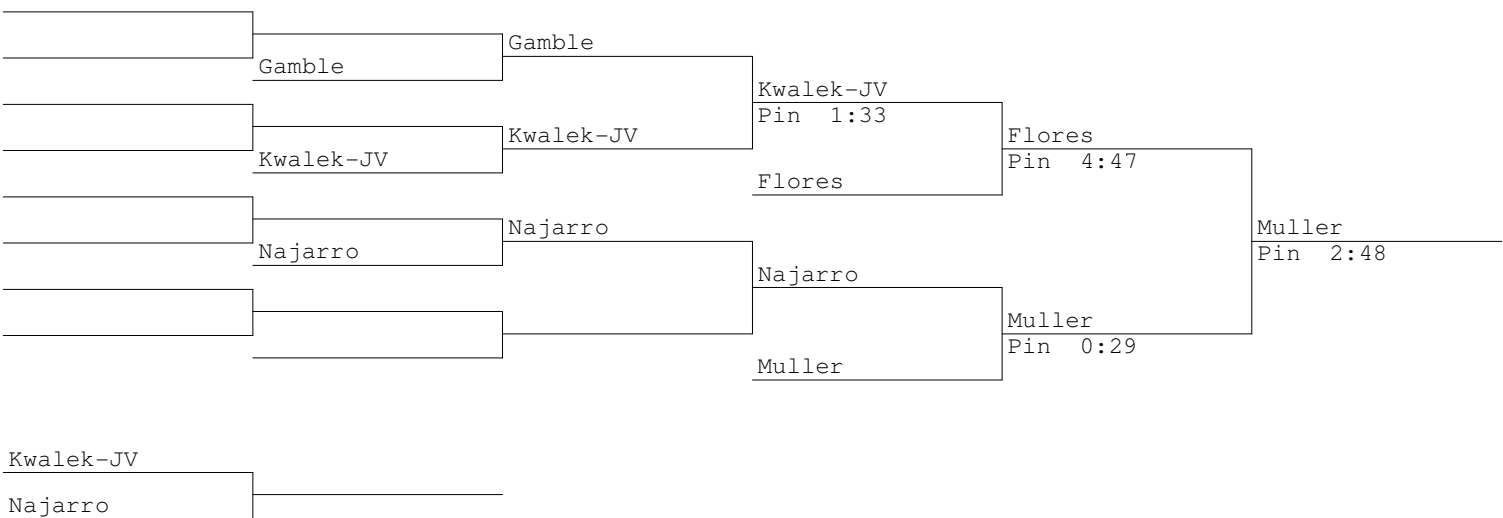 Gamble
Gamble
Kwalek-JV
Pin 1:33
Kwalek-JV
Flores
Kwalek-JV
Pin 4:47
Flores
Najarro
Muller
Najarro
Pin 2:48
Najarro
Muller
Pin 0:29
Muller
Kwalek-JV
Najarro